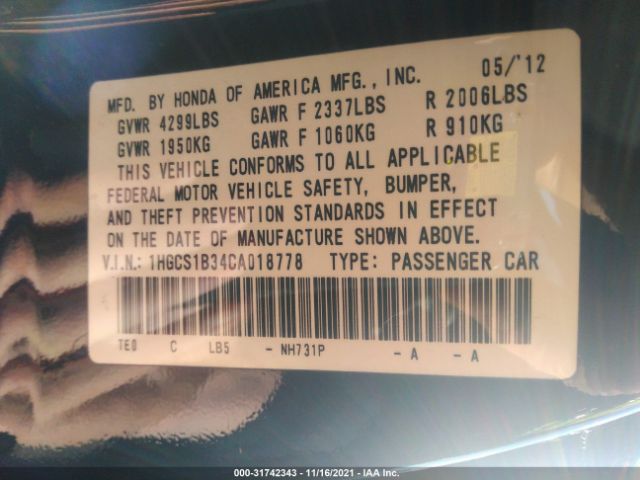 MFD. BY HONDA OF AMERICA MFG., INC. 05/'12
GVWR 4299LBS GAWR F 2337LBS R 2006LBS
GVWR 1950KG GAWR F 1060KG R 910KG
THIS VEHICLE CONFORMS TO ALL APPLICABLE
FEDERAL MOTOR VEHICLE SAFETY, BUMPER,
AND THEFT PREVENTION STANDARDS IN EFFECT
ON THE DATE OF MANUFACTURE SHOWN ABOVE.
V.I.N.: 1HGCS1B34CA018778 TYPE: PASSENGER CAR
TE0 C LB5 - NH731P - A - A
000-31742343 - 11/16/2021 - IAA Inc.